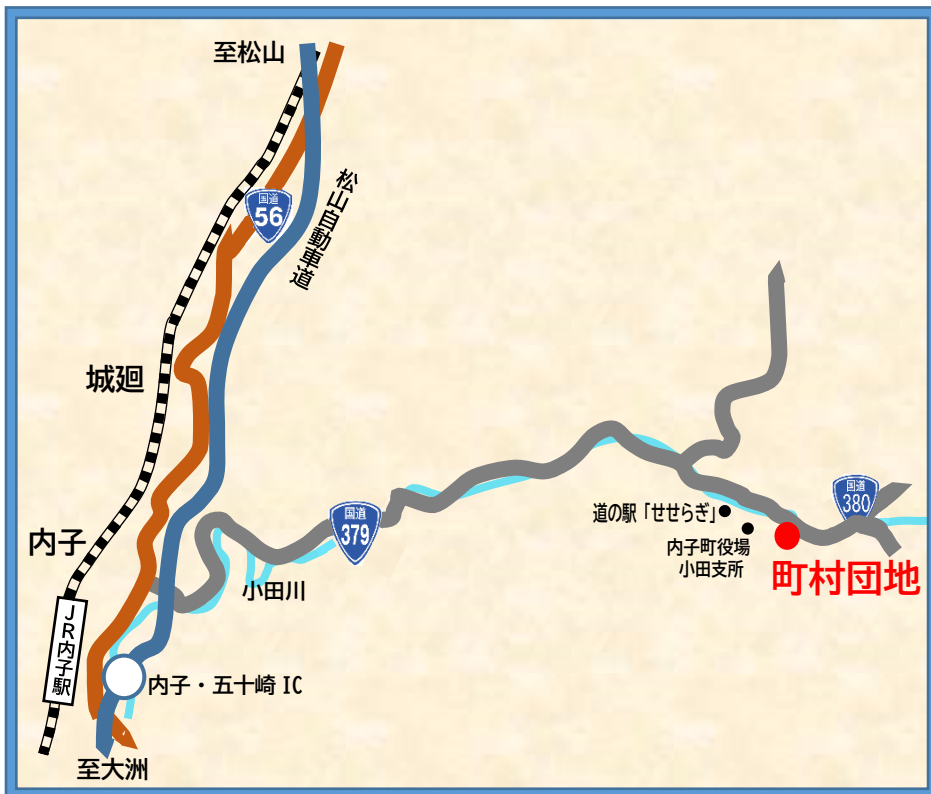 至松山
国道
56
松山自動車道
城廻
内子
国道
379
国道
380
道の駅「せせらぎ」
内子町役場
小田支所
町村団地
小田川
JR内子駅
内子・五十崎 IC
至大洲